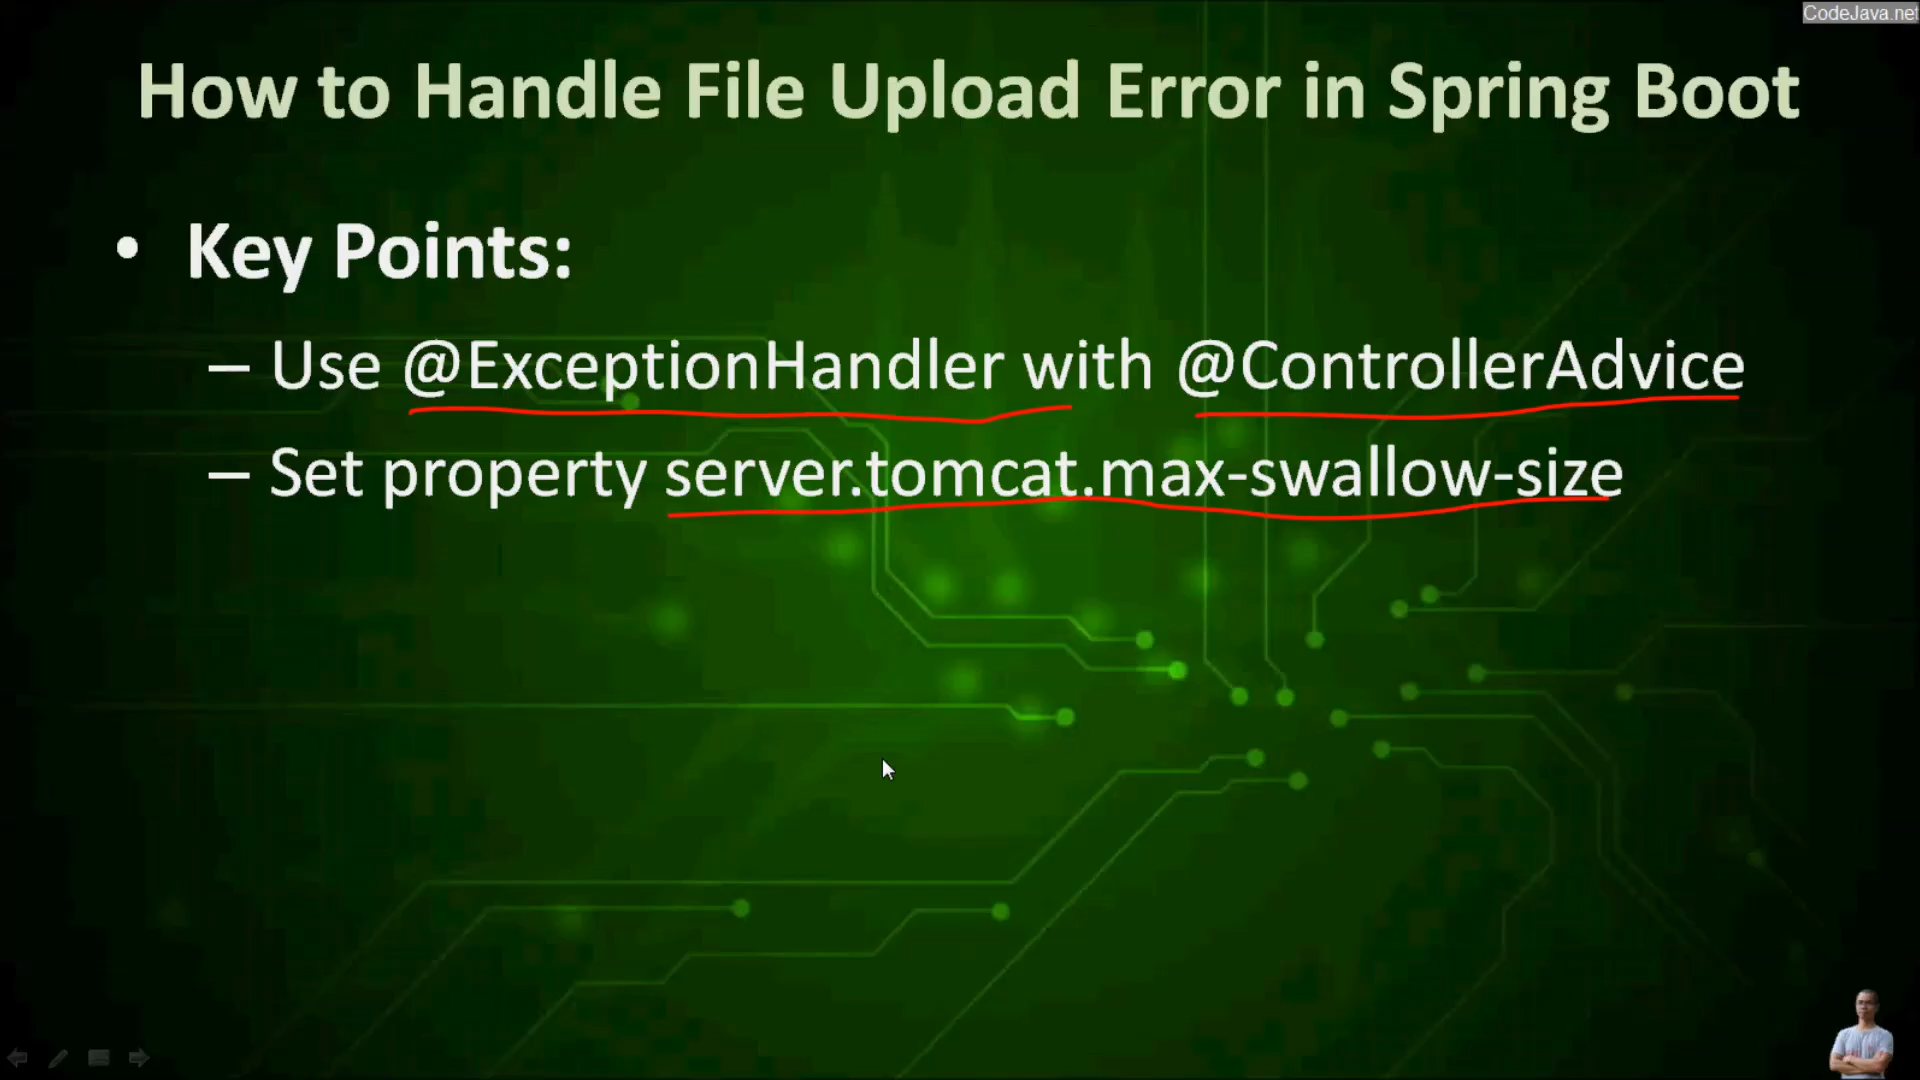 CodeJava.net
How to Handle File Upload Error in Spring Boot
• Key Points:
– Use @ExceptionHandler with @ControllerAdvice
– Set property server.tomcat.max-swallow-size